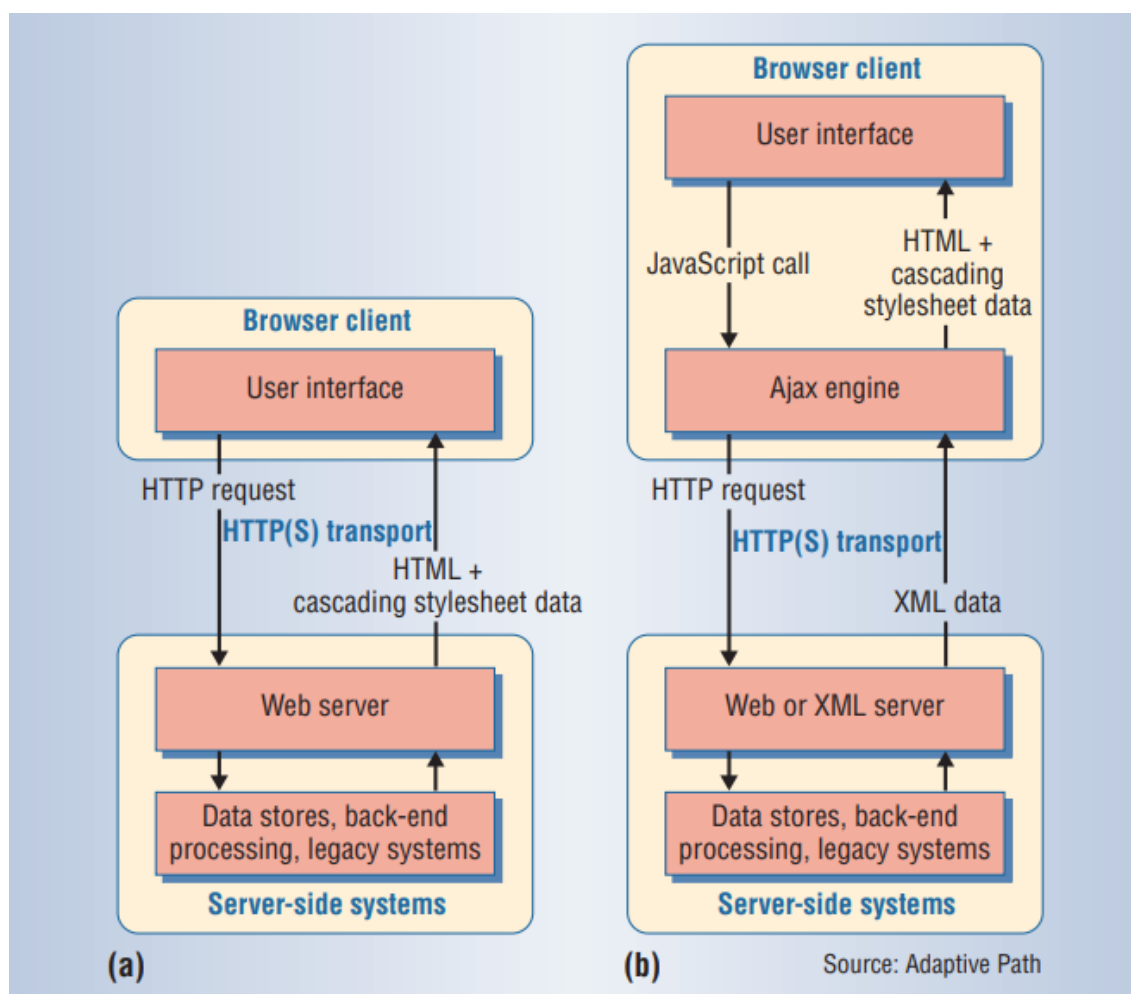 Browser client
User interface
HTTP request
HTTP(S) transport
HTML +
cascading stylesheet data
Web server
Data stores, back-end
processing, legacy systems
Server-side systems
(a)
Browser client
User interface
JavaScript call
HTML +
cascading
stylesheet data
Ajax engine
HTTP request
HTTP(S) transport
XML data
Web or XML server
Data stores, back-end
processing, legacy systems
Server-side systems
(b)
Source: Adaptive Path